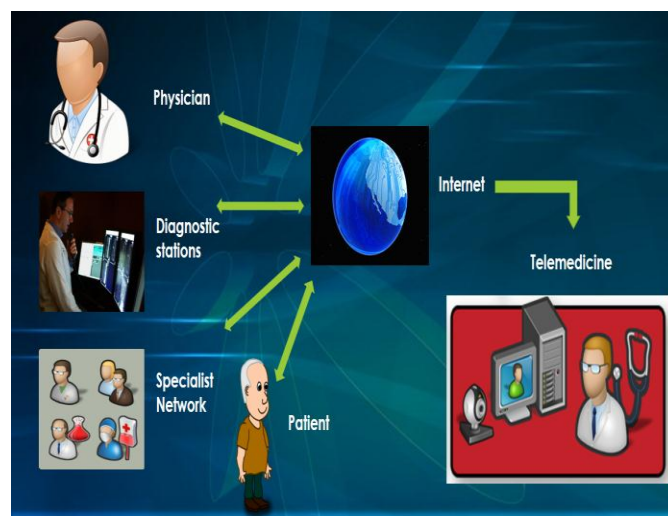 Physician
Internet
Diagnostic
stations
Telemedicine
Specialist
Network
Patient